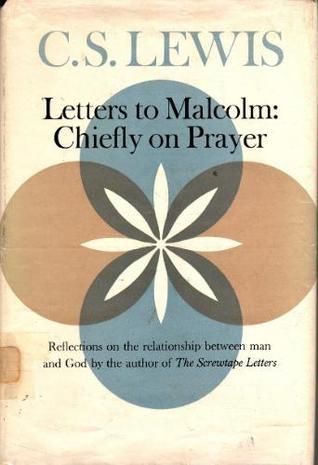 C.S. LEWIS
Letters to Malcolm:
Chiefly on Prayer
Reflections on the relationship between man
and God by the author of The Screwtape Letters